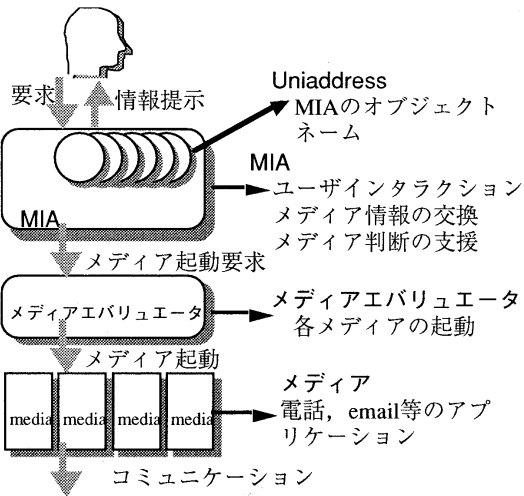 要求
情報提示
Uniaddress
MIAのオブジェクト
ネーム
MIA
MIA
ユーザインタラクション
メディア情報の交換
メディア判断の支援
メディア起動要求
メディアエバリュエータ
メディアエバリュエータ
各メディアの起動
メディア起動
media media media media
メディア
電話，email等のアプ
リケーション
コミュニケーション